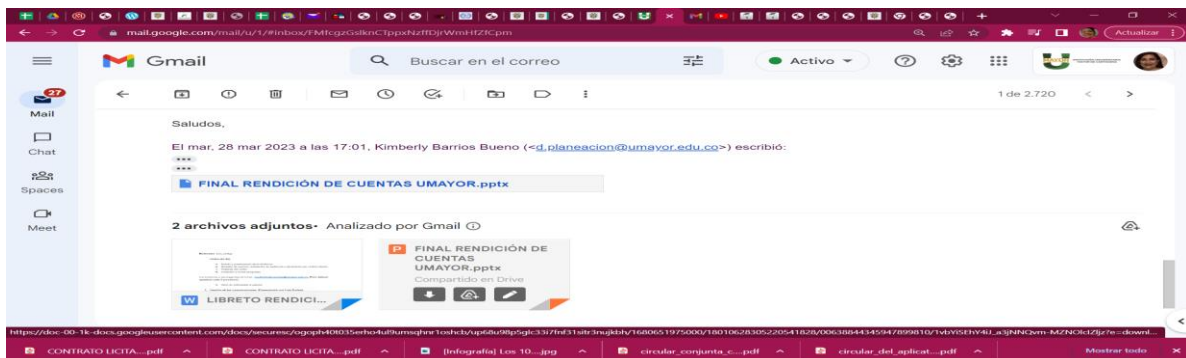 mail.google.com/mail/u/1/#inbox/FMfcgzGslknCTppxNzffDjrWmHfZfCpm
Actualizar
Gmail
Buscar en el correo
Activo
27
Mail
1 de 2.720
Chat
Spaces
Meet
Saludos,
El mar, 28 mar 2023 a las 17:01, Kimberly Barrios Bueno (<d.planeacion@umayor.edu.co>) escribió:
FINAL RENDICIÓN DE CUENTAS UMAYOR.pptx
2 archivos adjuntos• Analizado por Gmail
W LIBRETO RENDICI...
P FINAL RENDICIÓN DE
CUENTAS
UMAYOR.pptx
Compartido en Drive
CONTRATO LICITA....pdf
CONTRATO LICITA....pdf
[Infografía] Los 10....jpg
circular_conjunta_c....pdf
circular_del_aplicat....pdf
Mostrar todo